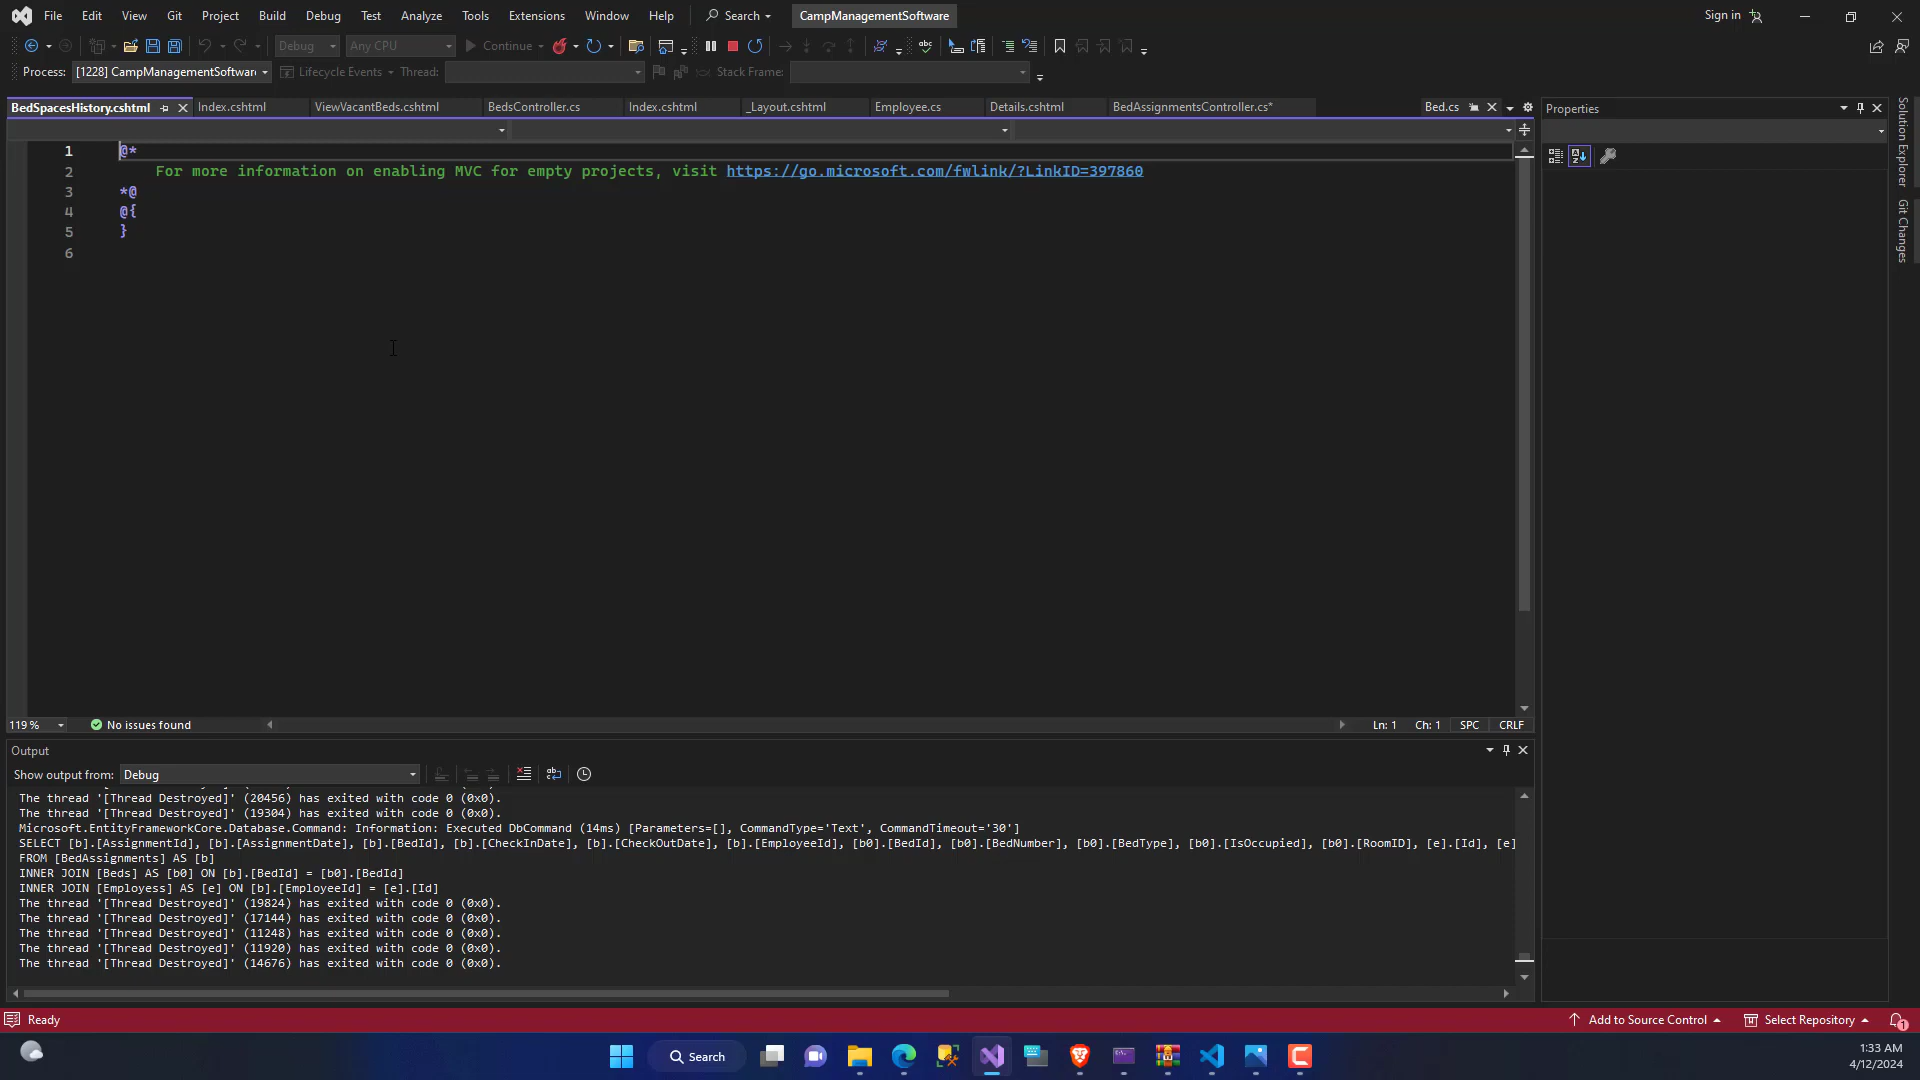 File Edit View Git Project Build Debug Test Analyze Tools Extensions Window Help Search CampManagementSoftware Sign in
Debug Any CPU Continue
Process: [1228] CampManagementSoftwar Lifecycle Events Thread: Stack Frame:
BedSpacesHistory.cshtml Index.cshtml ViewVacantBeds.cshtml BedsController.cs Index.cshtml _Layout.cshtml Employee.cs Details.cshtml BedAssignmentsController.cs* Bed.cs Properties
1 @*
2 For more information on enabling MVC for empty projects, visit https://go.microsoft.com/fwlink/?LinkID=397860
3 *@
4 @{
5 }
6
Solution Explorer
Git Changes
119 % No issues found Ln: 1 Ch: 1 SPC CRLF
Output
Show output from: Debug
The thread '[Thread Destroyed]' (20456) has exited with code 0 (0x0).
The thread '[Thread Destroyed]' (19304) has exited with code 0 (0x0).
Microsoft.EntityFrameworkCore.Database.Command: Information: Executed DbCommand (14ms) [Parameters=[], CommandType='Text', CommandTimeout='30']
SELECT [b].[AssignmentId], [b].[AssignmentDate], [b].[BedId], [b].[CheckInDate], [b].[CheckOutDate], [b].[EmployeeId], [b0].[BedId], [b0].[BedNumber], [b0].[BedType], [b0].[IsOccupied], [b0].[RoomID], [e].[Id], [e]
FROM [BedAssignments] AS [b]
INNER JOIN [Beds] AS [b0] ON [b].[BedId] = [b0].[BedId]
INNER JOIN [Employess] AS [e] ON [b].[EmployeeId] = [e].[Id]
The thread '[Thread Destroyed]' (19824) has exited with code 0 (0x0).
The thread '[Thread Destroyed]' (17144) has exited with code 0 (0x0).
The thread '[Thread Destroyed]' (11248) has exited with code 0 (0x0).
The thread '[Thread Destroyed]' (11920) has exited with code 0 (0x0).
The thread '[Thread Destroyed]' (14676) has exited with code 0 (0x0).
Ready Add to Source Control Select Repository 1
Search
1:33 AM
4/12/2024